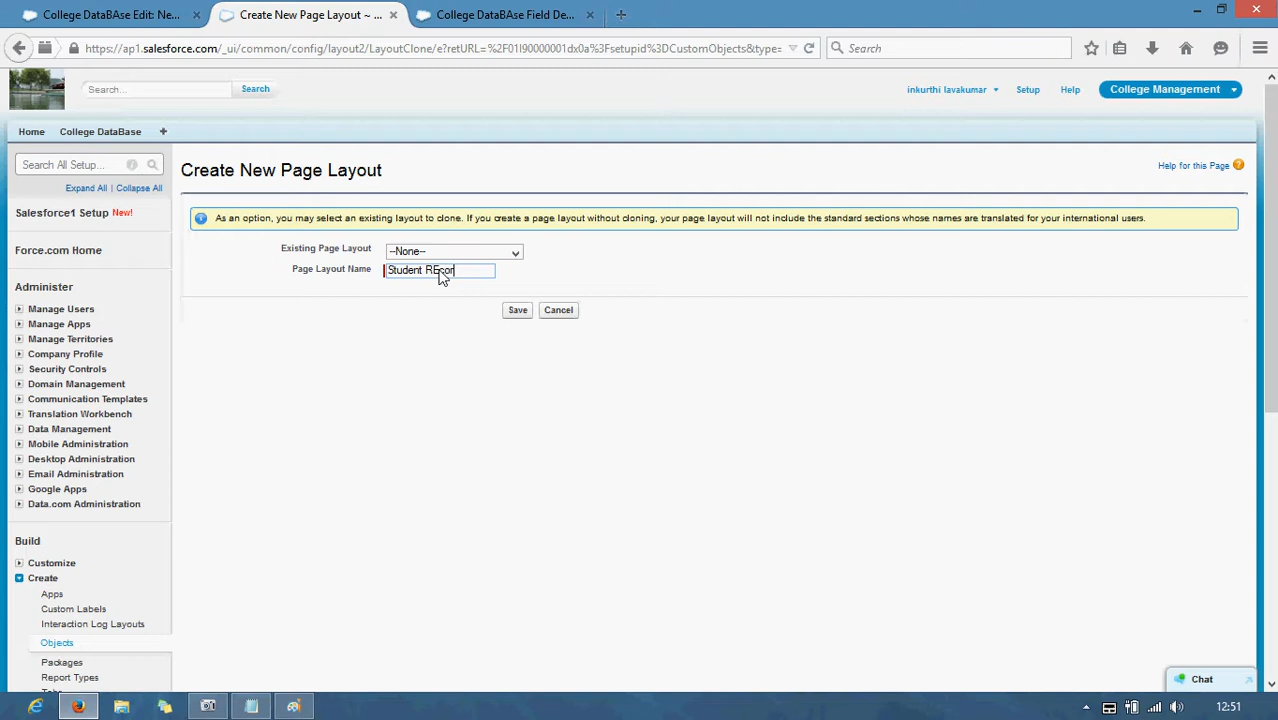 College DataBAse Edit: Ne...
Create New Page Layout ~ ...
College DataBAse Field De...
https://ap1.salesforce.com/_ui/common/config/layout2/LayoutClone/e?retURL=%2F01I90000001dx0a%3Fsetupid%3DCustomObjects&type=
Search
Search...
Search
inkurthi lavakumar
Setup
Help
College Management
Home
College DataBase
+
Search All Setup...
Expand All | Collapse All
Salesforce1 Setup New!
Force.com Home
Administer
Manage Users
Manage Apps
Manage Territories
Company Profile
Security Controls
Domain Management
Communication Templates
Translation Workbench
Data Management
Mobile Administration
Desktop Administration
Email Administration
Google Apps
Data.com Administration
Build
Customize
Create
Apps
Custom Labels
Interaction Log Layouts
Objects
Packages
Report Types
Create New Page Layout
Help for this Page
As an option, you may select an existing layout to clone. If you create a page layout without cloning, your page layout will not include the standard sections whose names are translated for your international users.
Existing Page Layout
--None--
Page Layout Name
Student REcor
Save
Cancel
Chat
12:51